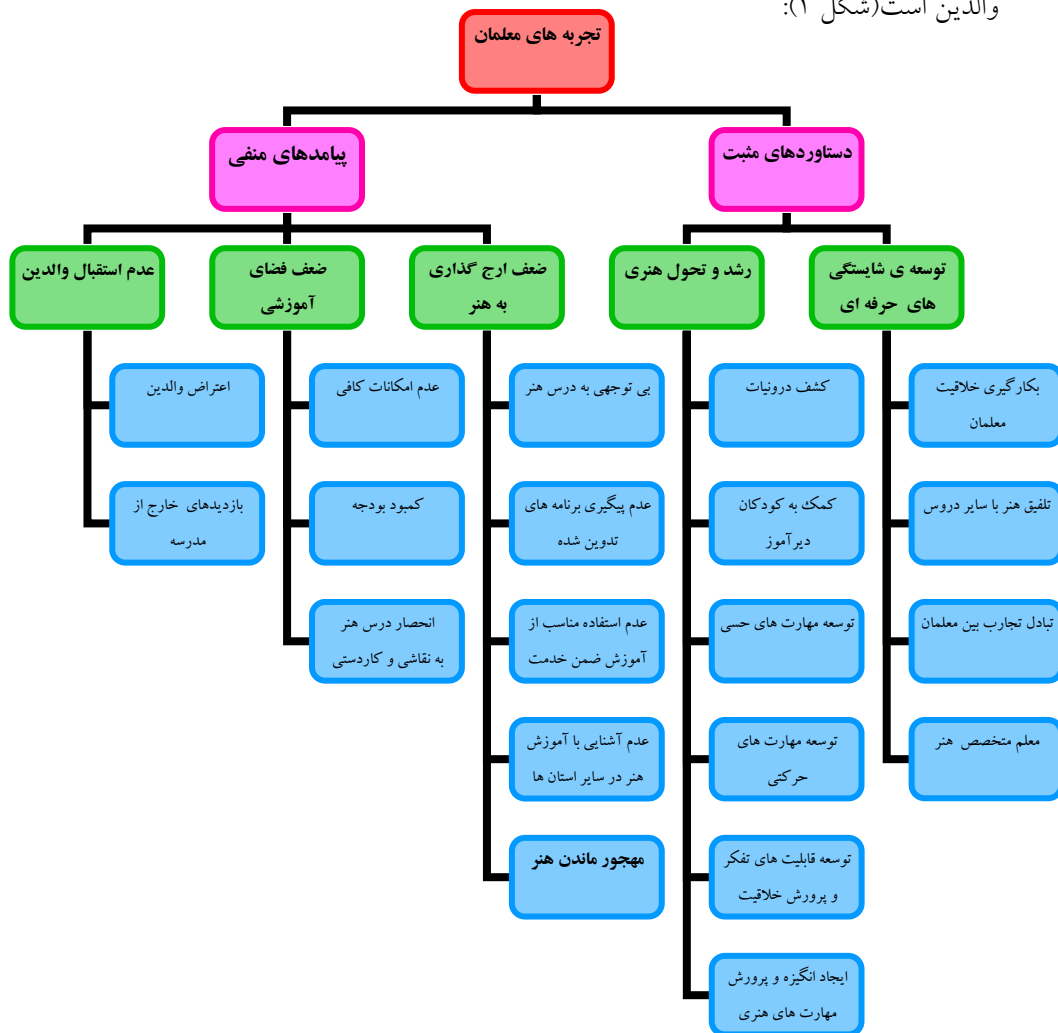 والدین است(شکل ۱):
تجربه های معلمان
دستاوردهای مثبت
پیامدهای منفی
توسعه ی شایستگی
های حرفه ای
رشد و تحول هنری
ضعف ارج گذاری
به هنر
ضعف فضای
آموزشی
عدم استقبال والدین
بکارگیری خلاقیت
معلمان
کشف درونیات
بی توجهی به درس هنر
عدم امکانات کافی
اعتراض والدین
تلفیق هنر با سایر دروس
کمک به کودکان
دیرآموز
عدم پیگیری برنامه های
تدوین شده
کمبود بودجه
بازدیدهای خارج از
مدرسه
تبادل تجارب بین معلمان
توسعه مهارت های حسی
عدم استفاده مناسب از
آموزش ضمن خدمت
انحصار درس هنر
به نقاشی و کاردستی
معلم متخصص هنر
توسعه مهارت های
حرکتی
عدم آشنایی با آموزش
هنر در سایر استان ها
توسعه قابلیت های تفکر
و پرورش خلاقیت
مهجور ماندن هنر
ایجاد انگیزه و پرورش
مهارت های هنری